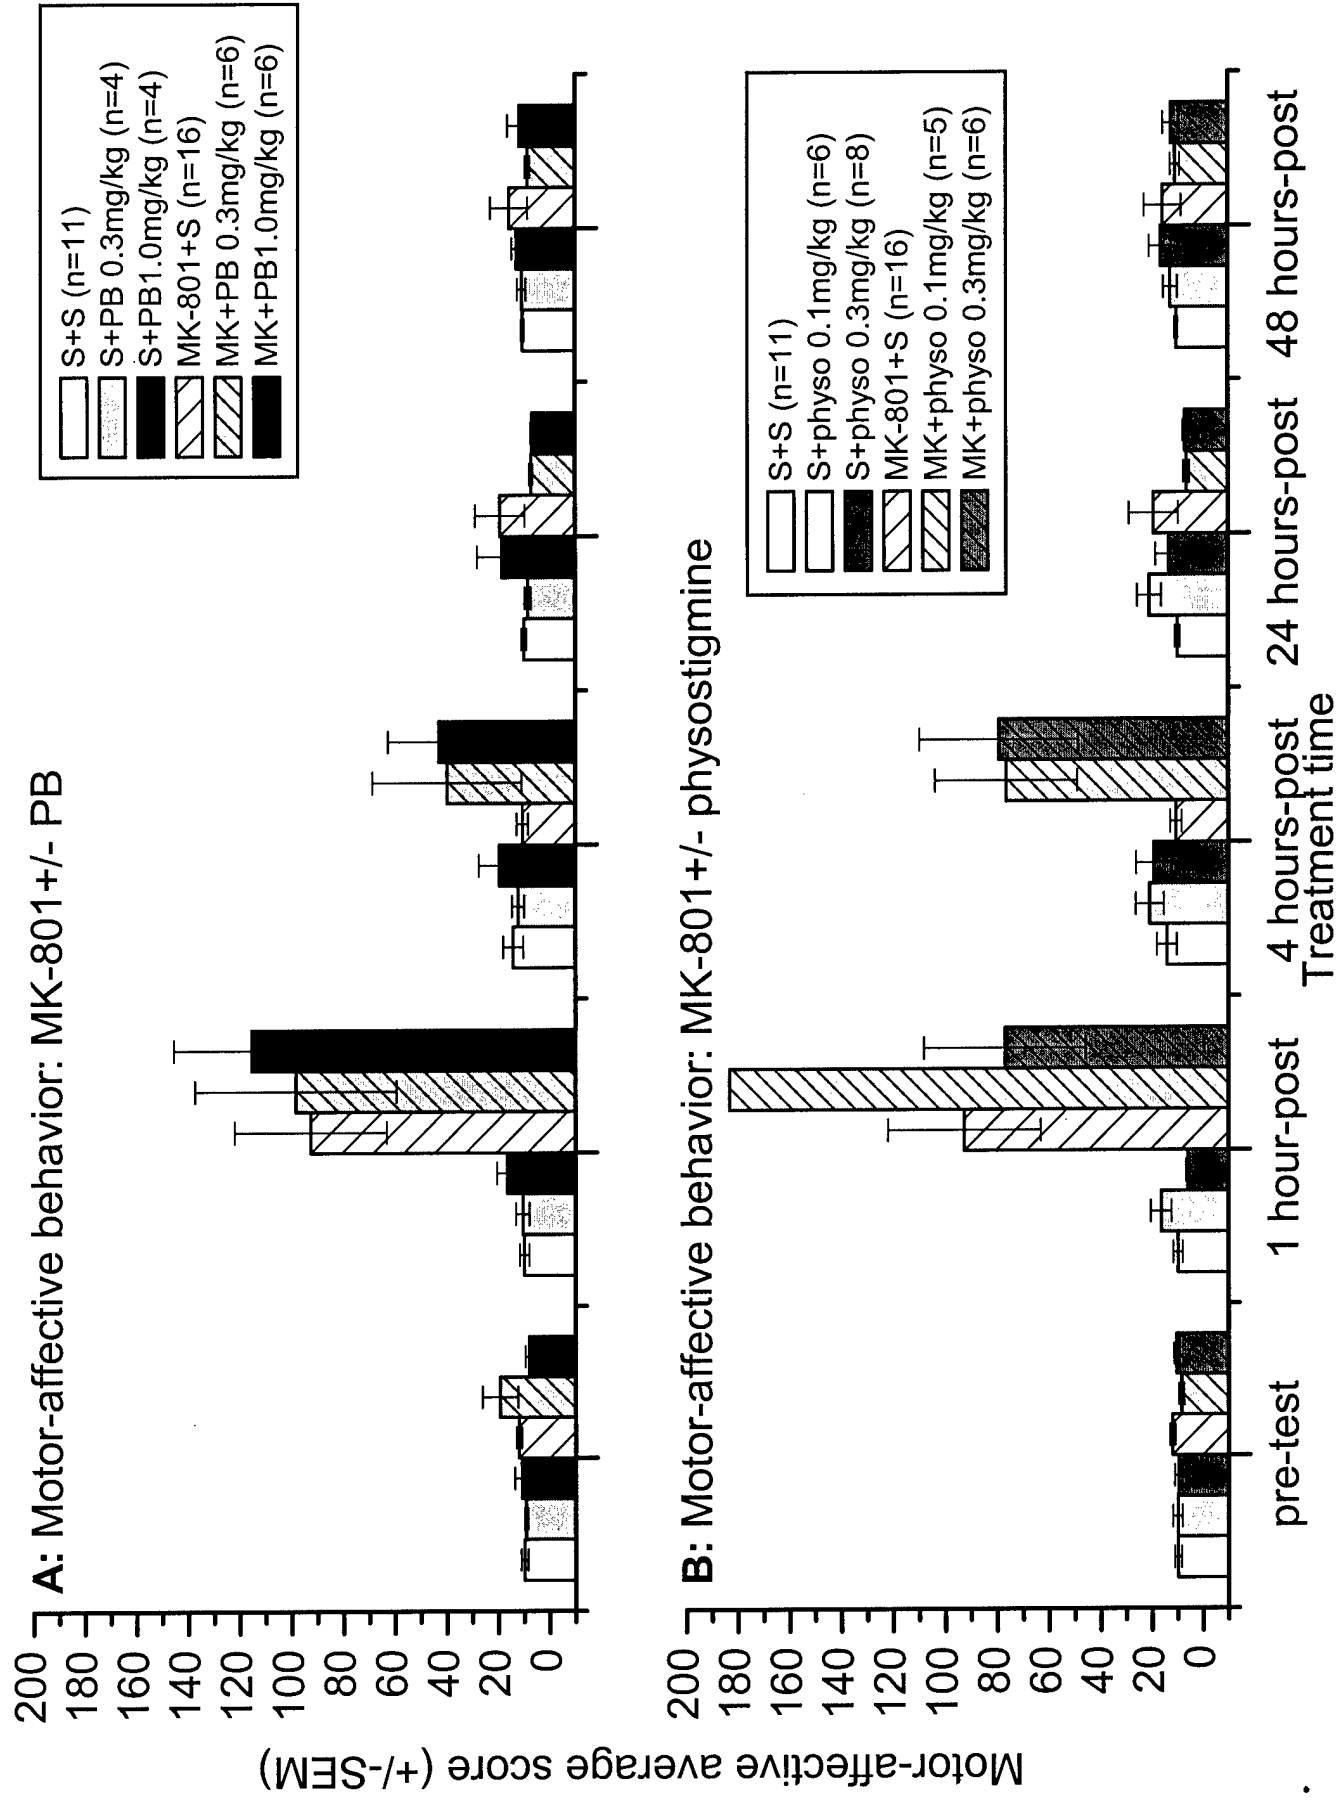 A: Motor-affective behavior: MK-801+/- PB
S+S (n=11)
S+PB 0.3mg/kg (n=4)
S+PB1.0mg/kg (n=4)
MK-801+S (n=16)
MK+PB 0.3mg/kg (n=6)
MK+PB1.0mg/kg (n=6)
200
180
160
140
120
100
80
60
40
20
0
B: Motor-affective behavior: MK-801+/- physostigmine
S+S (n=11)
S+physo 0.1mg/kg (n=6)
S+physo 0.3mg/kg (n=8)
MK-801+S (n=16)
MK+physo 0.1mg/kg (n=5)
MK+physo 0.3mg/kg (n=6)
200
180
160
140
120
100
80
60
40
20
0
Motor-affective average score (+/-SEM)
pre-test 1 hour-post 4 hours-post 24 hours-post 48 hours-post
Treatment time